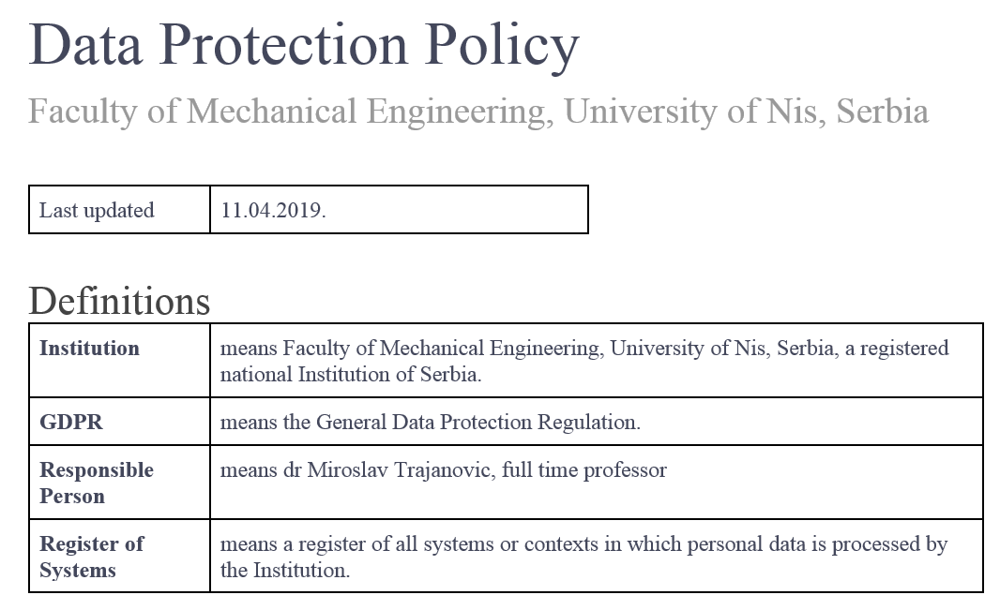 Data Protection Policy
Faculty of Mechanical Engineering, University of Nis, Serbia
Last updated 11.04.2019.
Definitions
Institution means Faculty of Mechanical Engineering, University of Nis, Serbia, a registered
national Institution of Serbia.
GDPR means the General Data Protection Regulation.
Responsible means dr Miroslav Trajanovic, full time professor
Person
Register of means a register of all systems or contexts in which personal data is processed by
Systems the Institution.